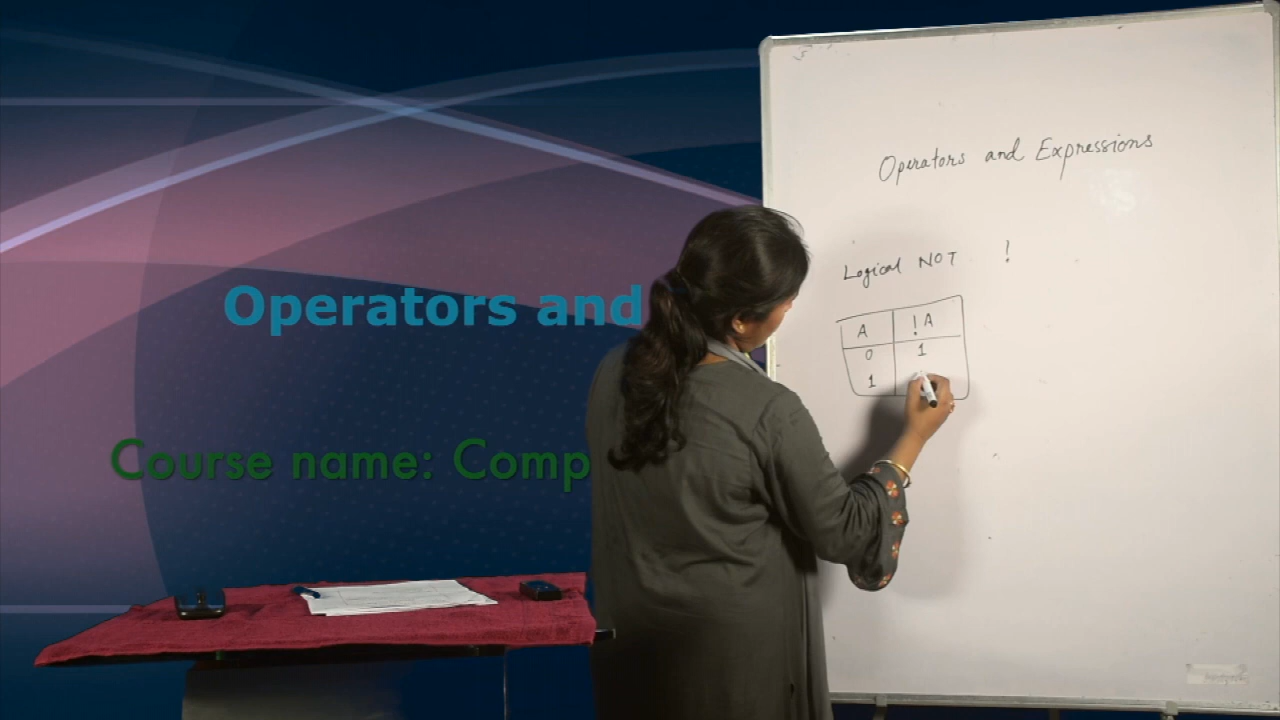 Operators and Expressions
Logical NOT !
A !A
0 1
1
Operators and
Course name: Comp